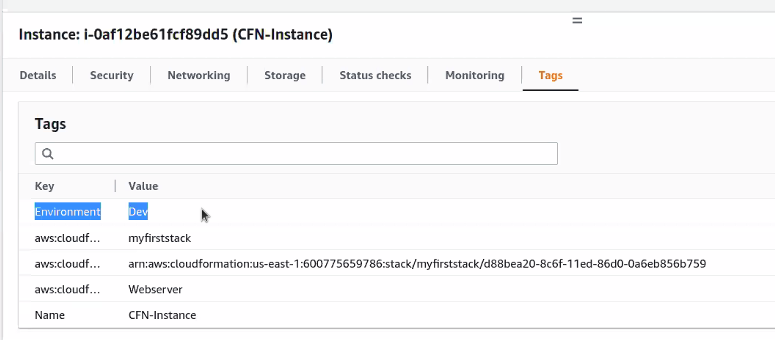 Instance: i-0af12be61fcf89dd5 (CFN-Instance)
Details Security Networking Storage Status checks Monitoring Tags
Tags
Key Value
Environment Dev
aws:cloudf... myfirststack
aws:cloudf... arn:aws:cloudformation:us-east-1:600775659786:stack/myfirststack/d88bea20-8c6f-11ed-86d0-0a6eb856b759
aws:cloudf... Webserver
Name CFN-Instance